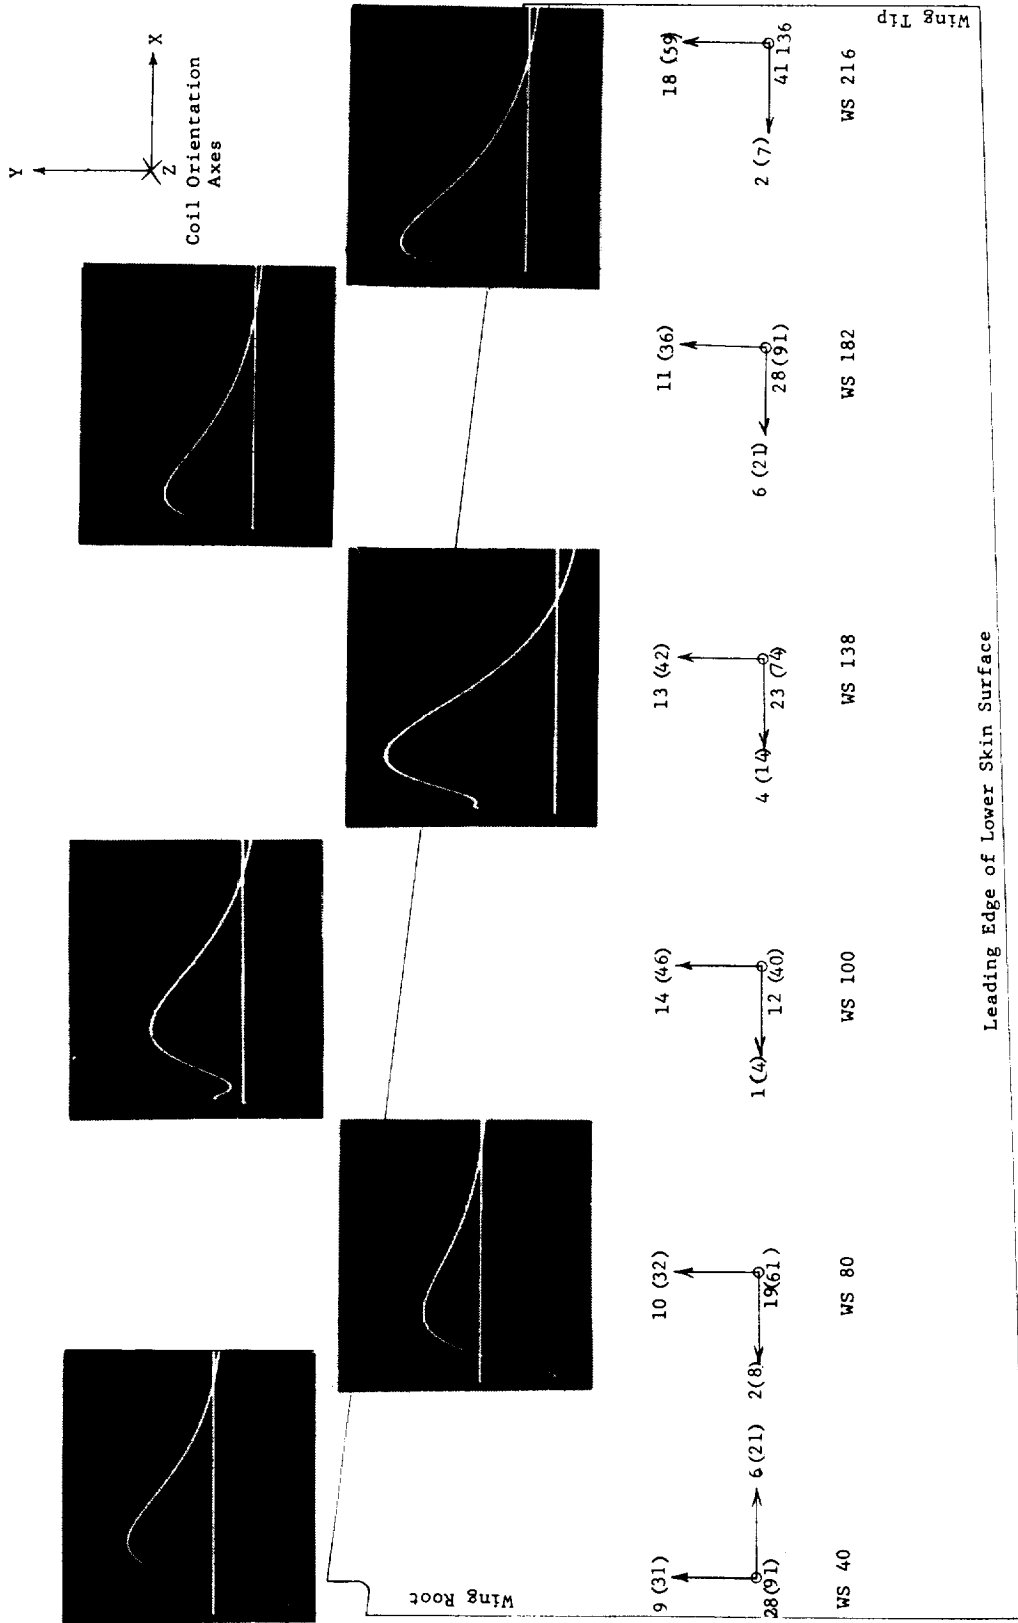 Y
X
Z
Coil Orientation
Axes
Wing Tip
18 (59)
2 (7)
41 136
WS 216
11 (36)
6 (21)
28 (91)
WS 182
13 (42)
4 (14)
23 (74)
WS 138
14 (46)
1 (4)
12 (40)
WS 100
10 (32)
2 (8)
19(61)
WS 80
9 (31)
6 (21)
28(91)
WS 40
Wing Root
Leading Edge of Lower Skin Surface